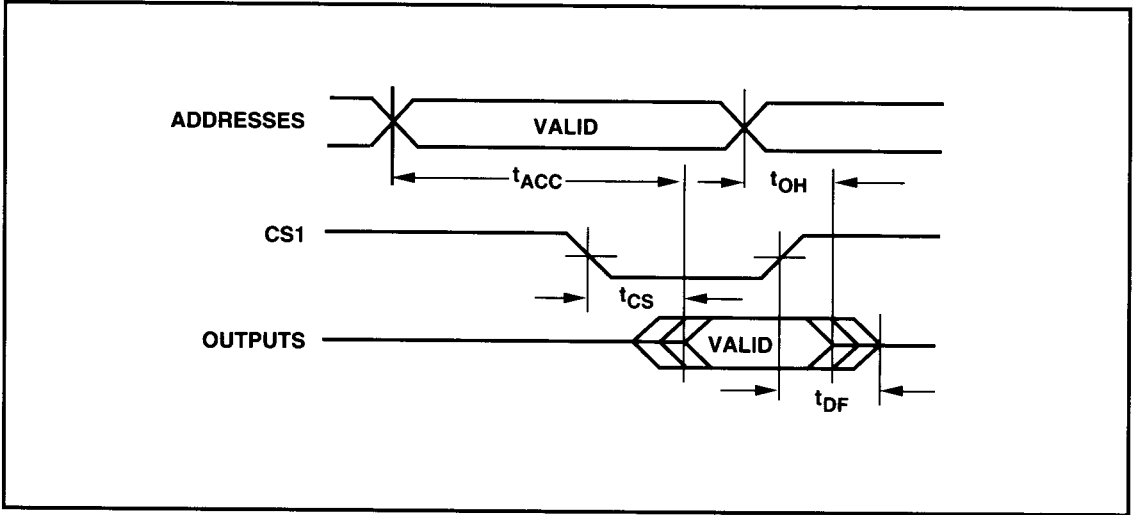 ADDRESSES
VALID
tACC
tOH
CS1
tCS
OUTPUTS
VALID
tDF